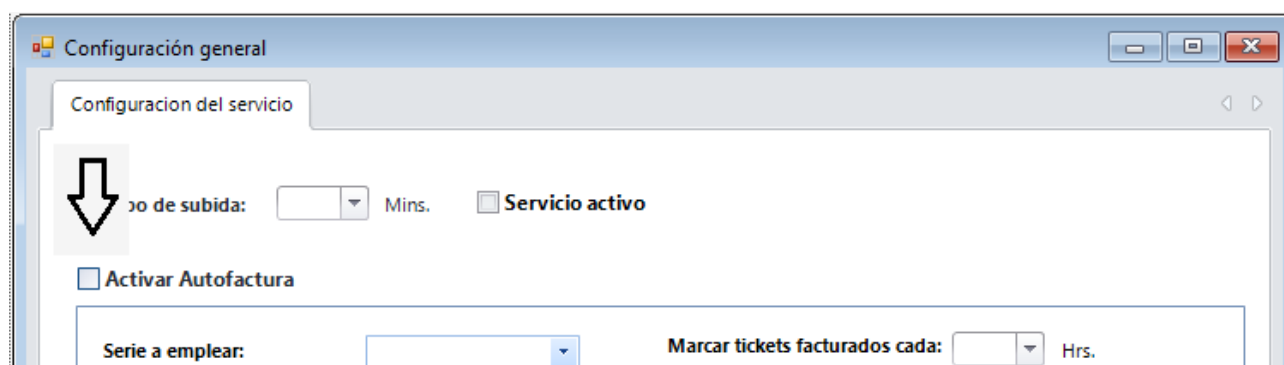 Configuración general
Configuracion del servicio
de subida: Mins. Servicio activo
Activar Autofactura
Serie a emplear: Marcar tickets facturados cada: Hrs.